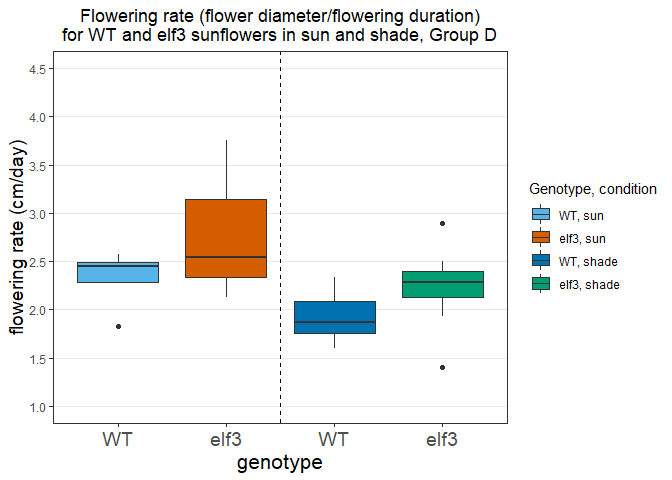 Flowering rate (flower diameter/flowering duration)
for WT and elf3 sunflowers in sun and shade, Group D
flowering rate (cm/day)
4.5
4.0
3.5
3.0
2.5
2.0
1.5
1.0
WT
elf3
WT
elf3
genotype
Genotype, condition
WT, sun
elf3, sun
WT, shade
elf3, shade